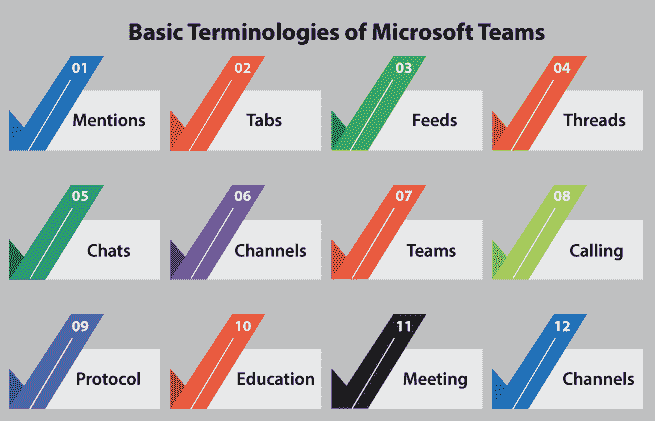 Basic Terminologies of Microsoft Teams
01
Mentions
02
Tabs
03
Feeds
04
Threads
05
Chats
06
Channels
07
Teams
08
Calling
09
Protocol
10
Education
11
Meeting
12
Channels